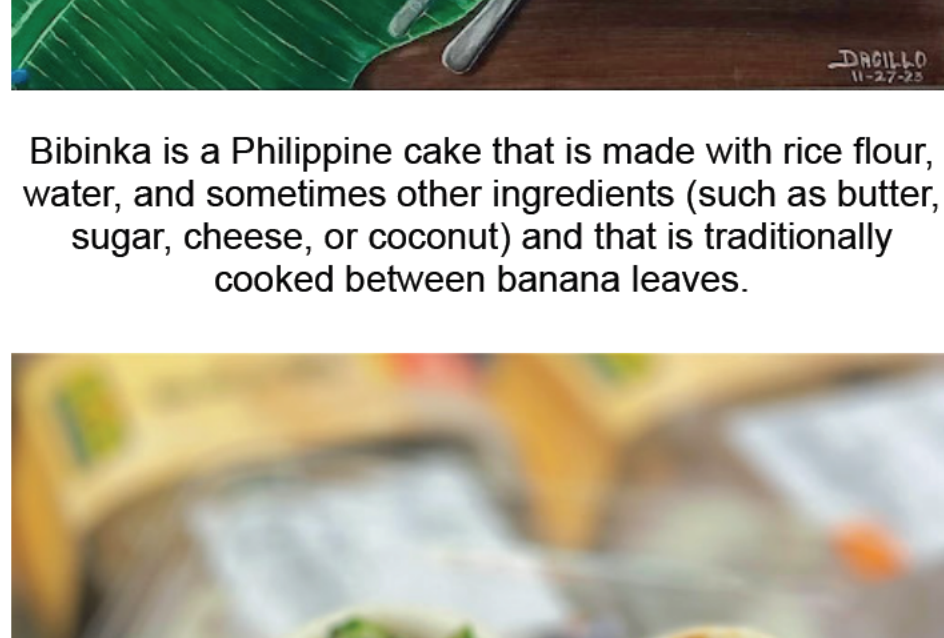 DACILLO
11-27-23
Bibinka is a Philippine cake that is made with rice flour,
water, and sometimes other ingredients (such as butter,
sugar, cheese, or coconut) and that is traditionally
cooked between banana leaves.